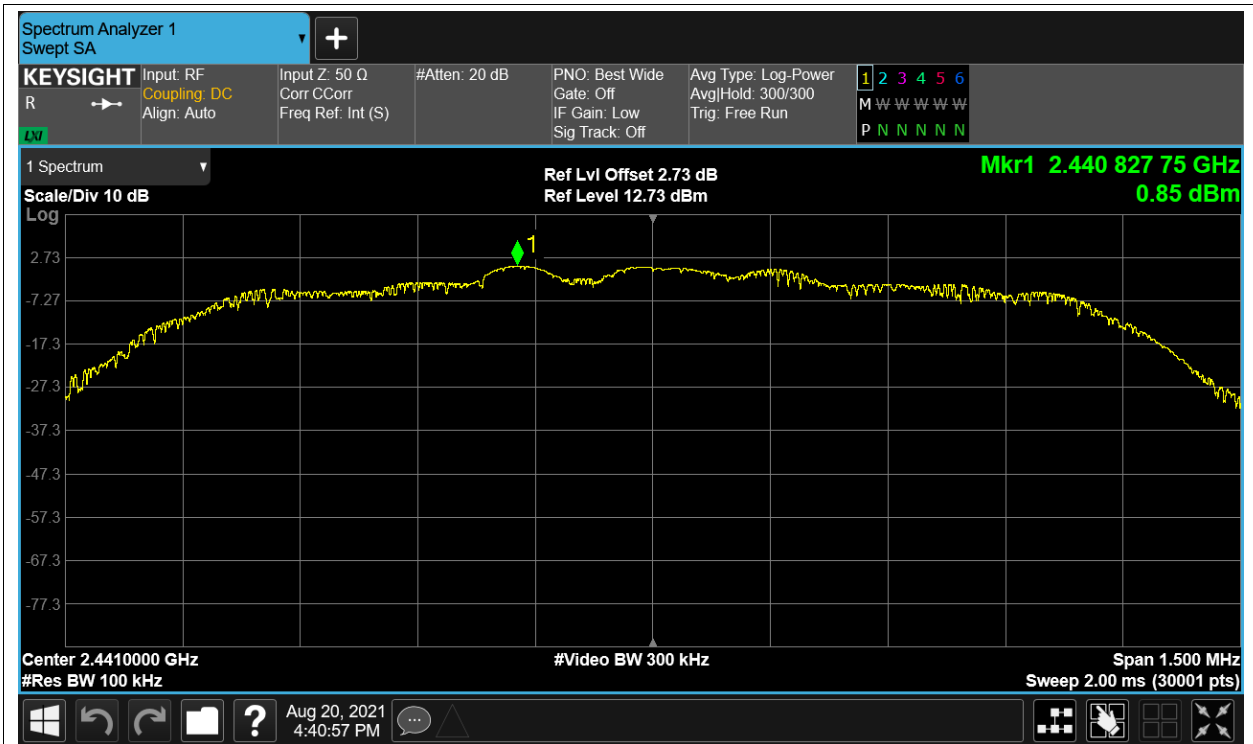 Spectrum Analyzer 1
Swept SA
KEYSIGHT
R
LXI
Input: RF
Coupling: DC
Align: Auto
Input Z: 50 Ω
Corr CCorr
Freq Ref: Int (S)
#Atten: 20 dB
PNO: Best Wide
Gate: Off
IF Gain: Low
Sig Track: Off
Avg Type: Log-Power
Avg|Hold: 300/300
Trig: Free Run
1 2 3 4 5 6
M W W W W W
P N N N N N
1 Spectrum
Scale/Div 10 dB
Log
Ref Lvl Offset 2.73 dB
Ref Level 12.73 dBm
Mkr1 2.440 827 75 GHz
0.85 dBm
1
2.73
-7.27
-17.3
-27.3
-37.3
-47.3
-57.3
-67.3
-77.3
Center 2.4410000 GHz
#Res BW 100 kHz
#Video BW 300 kHz
Span 1.500 MHz
Sweep 2.00 ms (30001 pts)
?
Aug 20, 2021
4:40:57 PM